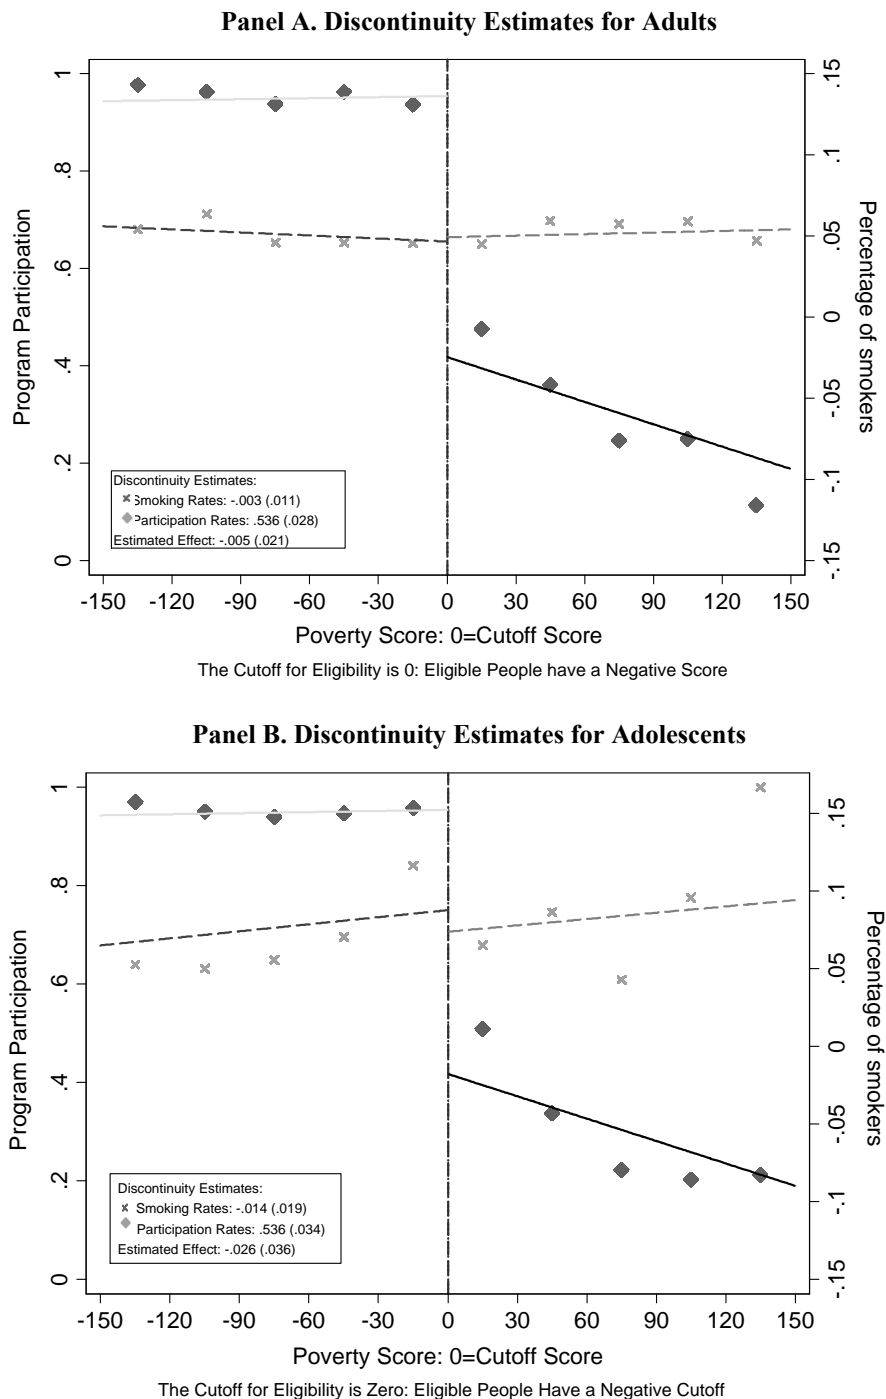 Panel A. Discontinuity Estimates for Adults
1
.8
.6
.4
.2
0
Program Participation
.15
.1
.05
0
-.05
-.1
-.15
Percentage of smokers
Discontinuity Estimates:
Smoking Rates: -.003 (.011)
Participation Rates: .536 (.028)
Estimated Effect: -.005 (.021)
-150 -120 -90 -60 -30 0 30 60 90 120 150
Poverty Score: 0=Cutoff Score
The Cutoff for Eligibility is 0: Eligible People have a Negative Score
Panel B. Discontinuity Estimates for Adolescents
1
.8
.6
.4
.2
0
Program Participation
.15
.1
.05
0
-.05
-.1
-.15
Percentage of smokers
Discontinuity Estimates:
Smoking Rates: -.014 (.019)
Participation Rates: .536 (.034)
Estimated Effect: -.026 (.036)
-150 -120 -90 -60 -30 0 30 60 90 120 150
Poverty Score: 0=Cutoff Score
The Cutoff for Eligibility is Zero: Eligible People Have a Negative Cutoff